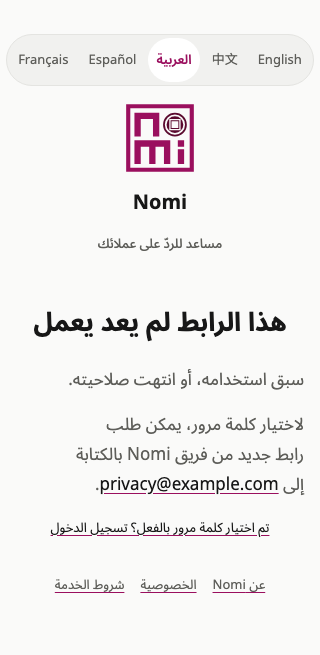 English 中文 العربية Español Français
nomi
Nomi
مساعد للردّ على عملائك
هذا الرابط لم يعد يعمل
سبق استخدامه، أو انتهت صلاحيته.
لاختيار كلمة مرور، يمكن طلب
رابط جديد من فريق Nomi بالكتابة
إلى privacy@example.com.
تم اختيار كلمة مرور بالفعل؟ تسجيل الدخول
عن Nomi الخصوصية شروط الخدمة